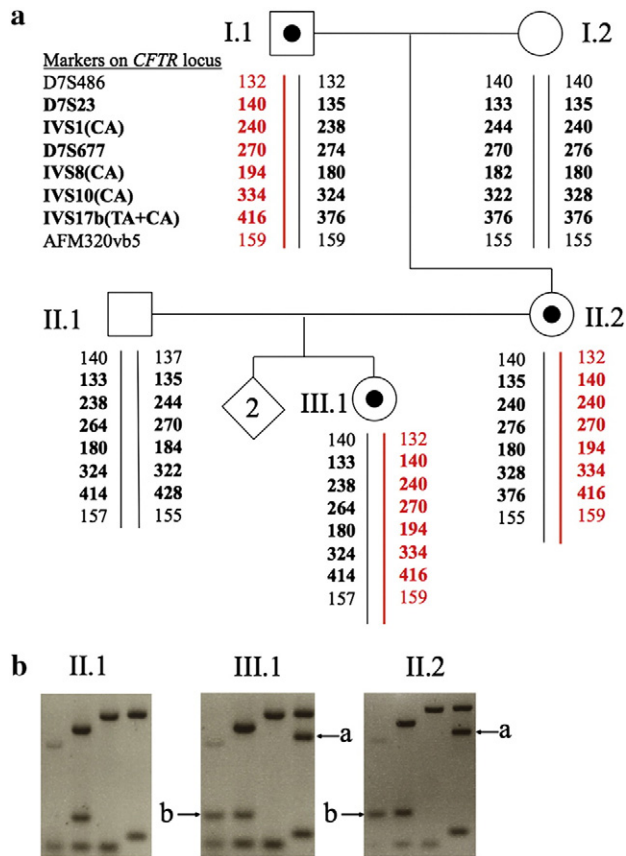 a
I.1
I.2
Markers on CFTR locus
D7S486 132 132 140 140
D7S23 140 135 133 135
IVS1(CA) 240 238 244 240
D7S677 270 274 270 276
IVS8(CA) 194 180 182 180
IVS10(CA) 334 324 322 328
IVS17b(TA+CA) 416 376 376 376
AFM320vb5 159 159 155 155
II.1
II.2
140 137
133 135
238 244
264 270
180 184
324 322
414 428
157 155
2
III.1
140 132
133 140
238 240
264 270
180 194
324 334
414 416
157 159
140 132
135 140
240 240
276 270
180 194
328 334
376 416
155 159
b
II.1 III.1 II.2
a
a
b
b